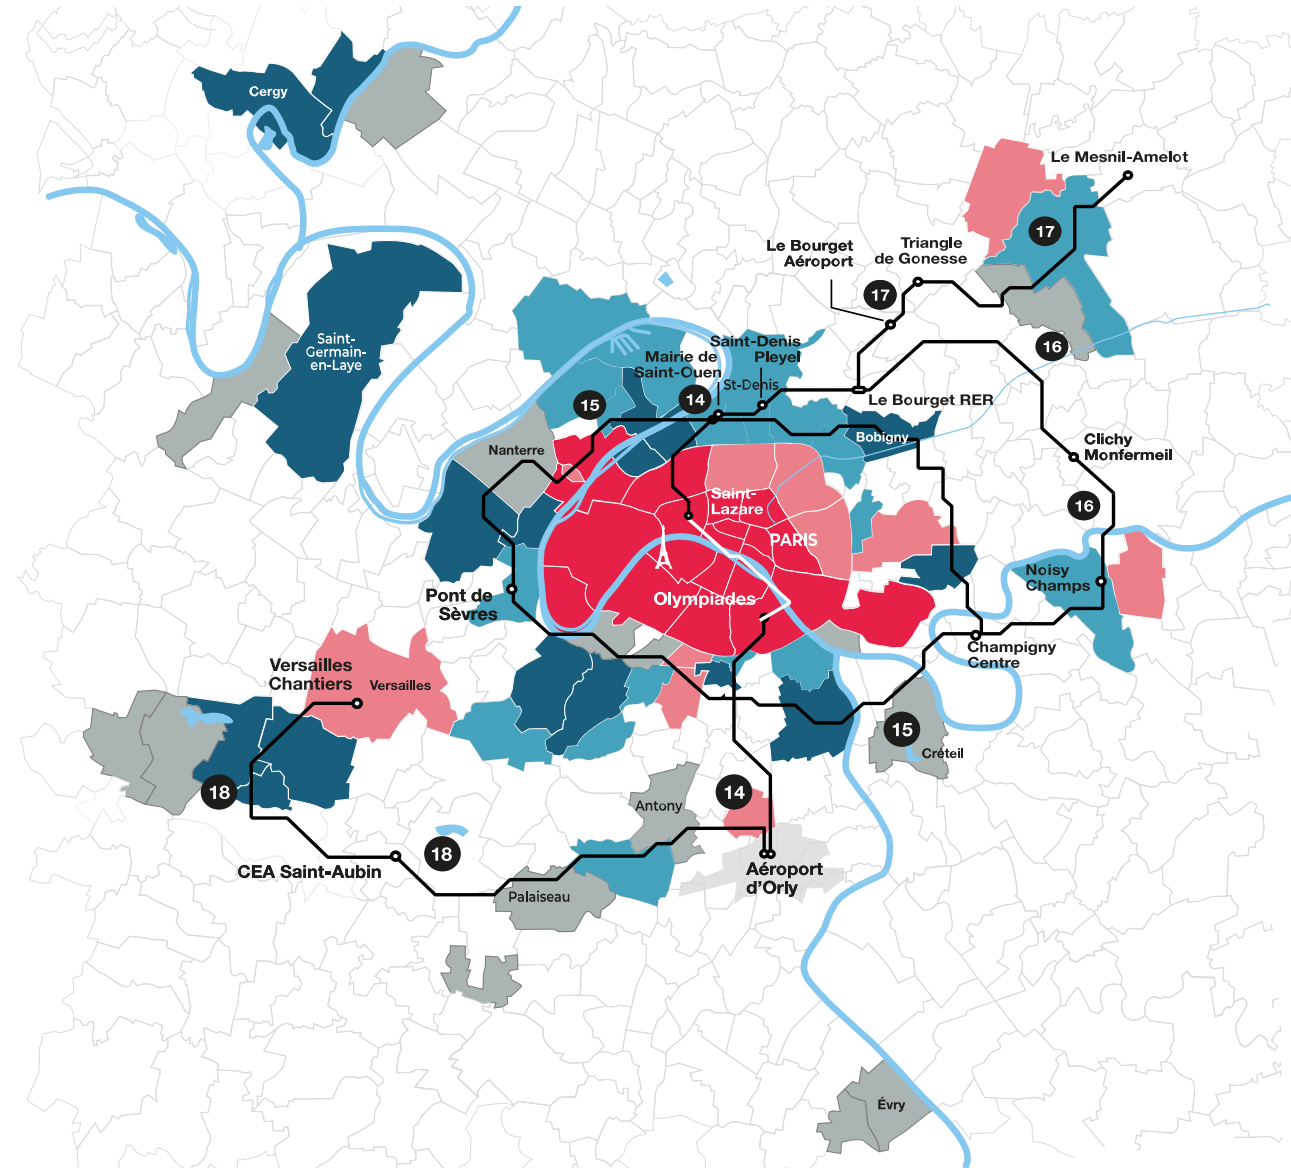 Cergy
Le Mesnil-Amelot
17
Triangle
de Gonesse
Le Bourget
Aéroport
17
Saint-
Germain-
en-Laye
16
Saint-Denis
Pleyel
Mairie de
Saint-Ouen
St-Denis
14
15
Le Bourget RER
Bobigny
Nanterre
Clichy
Monfermeil
Saint-
Lazare
16
PARIS
Noisy
Champs
Pont de
Sèvres
Olympiades
Champigny
Centre
Versailles
Chantiers
Versailles
15
Créteil
18
14
Antony
18
CEA Saint-Aubin
Aéroport
d'Orly
Palaiseau
Évry